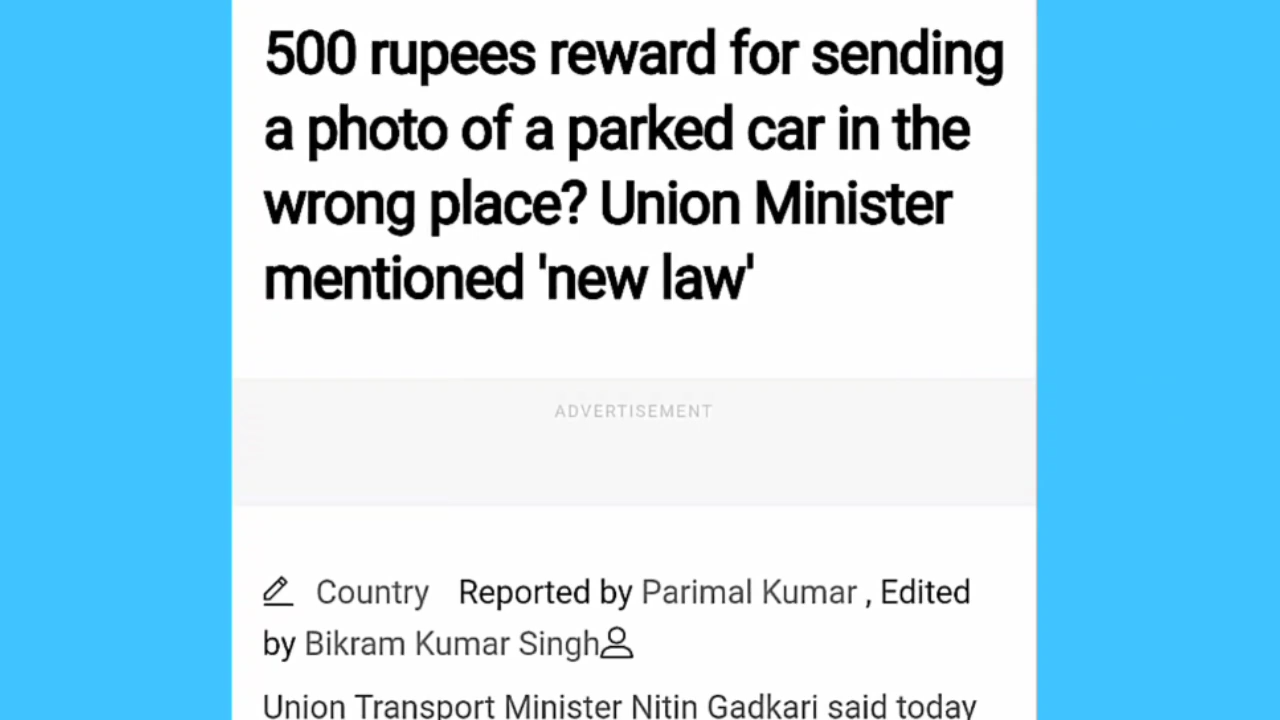 500 rupees reward for sending
a photo of a parked car in the
wrong place? Union Minister
mentioned 'new law'
ADVERTISEMENT
Country Reported by Parimal Kumar , Edited
by Bikram Kumar Singh
Union Transport Minister Nitin Gadkari said today